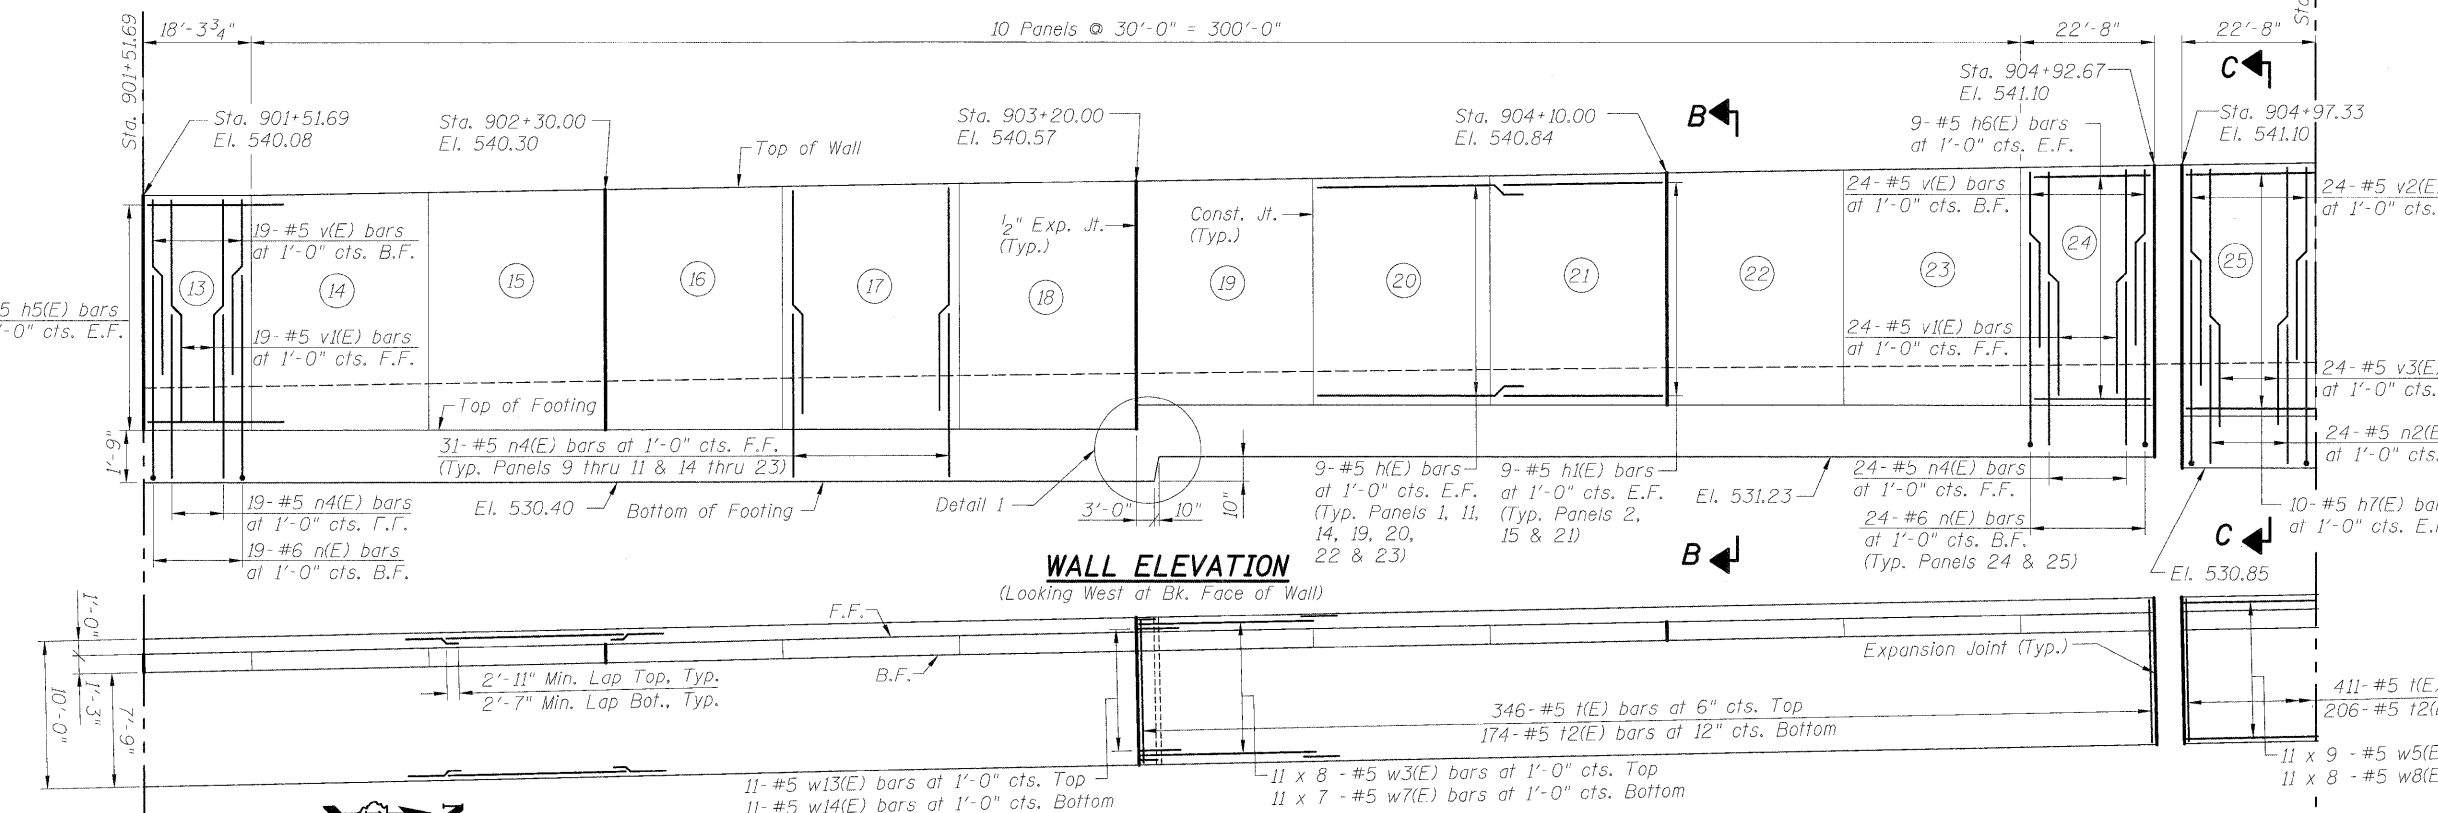 Sta. 901+51.69
18'-3¾"
10 Panels @ 30'-0" = 300'-0"
22'-8"
22'-8"
Sta. 901+51.69
El. 540.08
Sta. 902+30.00
El. 540.30
Top of Wall
Sta. 903+20.00
El. 540.57
Sta. 904+10.00
El. 540.84
B
Sta. 904+92.67
El. 541.10
C
Sta. 904+97.33
El. 541.10
9-#5 h6(E) bars
at 1'-0" cts. E.F.
19-#5 v(E) bars
at 1'-0" cts. B.F.
½" Exp. Jt.
(Typ.)
Const. Jt.
(Typ.)
24-#5 v(E) bars
at 1'-0" cts. B.F.
24-#5 v2(E
at 1'-0" cts.
13
14
15
16
17
18
19
20
21
22
23
24
25
5 h5(E) bars
'-0" cts. E.F.
19-#5 v1(E) bars
at 1'-0" cts. F.F.
24-#5 v1(E) bars
at 1'-0" cts. F.F.
24-#5 v3(E
at 1'-0" cts.
Top of Footing
1'-9"
31-#5 n4(E) bars at 1'-0" cts. F.F.
(Typ. Panels 9 thru 11 & 14 thru 23)
24-#5 n2(E
at 1'-0" cts.
19-#5 n4(E) bars
at 1'-0" cts. F.F.
19-#6 n(E) bars
at 1'-0" cts. B.F.
El. 530.40
Bottom of Footing
Detail 1
3'-0"
10"
10"
9-#5 h(E) bars
at 1'-0" cts. E.F.
(Typ. Panels 1, 11,
14, 19, 20,
22 & 23)
9-#5 h1(E) bars
at 1'-0" cts. E.F.
(Typ. Panels 2,
15 & 21)
El. 531.23
24-#5 n4(E) bars
at 1'-0" cts. F.F.
24-#6 n(E) bars
at 1'-0" cts. B.F.
(Typ. Panels 24 & 25)
10-#5 h7(E) ba
at 1'-0" cts. E.
B
C
El. 530.85
WALL ELEVATION
(Looking West at Bk. Face of Wall)
1'-0"
10'-0"
1'-3"
7'-9"
F.F.
B.F.
2'-11" Min. Lap Top, Typ.
2'-7" Min. Lap Bot., Typ.
Expansion Joint (Typ.)
346-#5 t(E) bars at 6" cts. Top
174-#5 t2(E) bars at 12" cts. Bottom
411-#5 t(E
206-#5 t2(
11-#5 w13(E) bars at 1'-0" cts. Top
11-#5 w14(E) bars at 1'-0" cts. Bottom
11 x 8 -#5 w3(E) bars at 1'-0" cts. Top
11 x 7 -#5 w7(E) bars at 1'-0" cts. Bottom
11 x 9 -#5 w5(E
11 x 8 -#5 w8(E